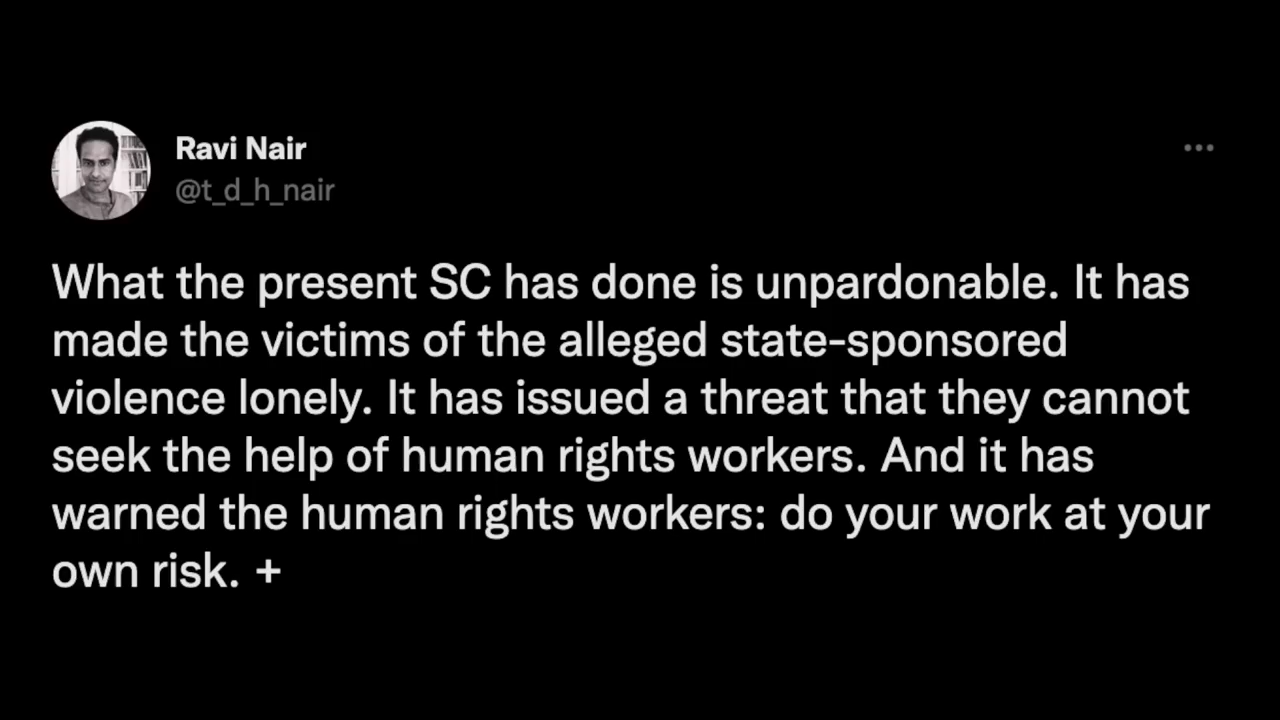 Ravi Nair
@t_d_h_nair
What the present SC has done is unpardonable. It has
made the victims of the alleged state-sponsored
violence lonely. It has issued a threat that they cannot
seek the help of human rights workers. And it has
warned the human rights workers: do your work at your
own risk. +